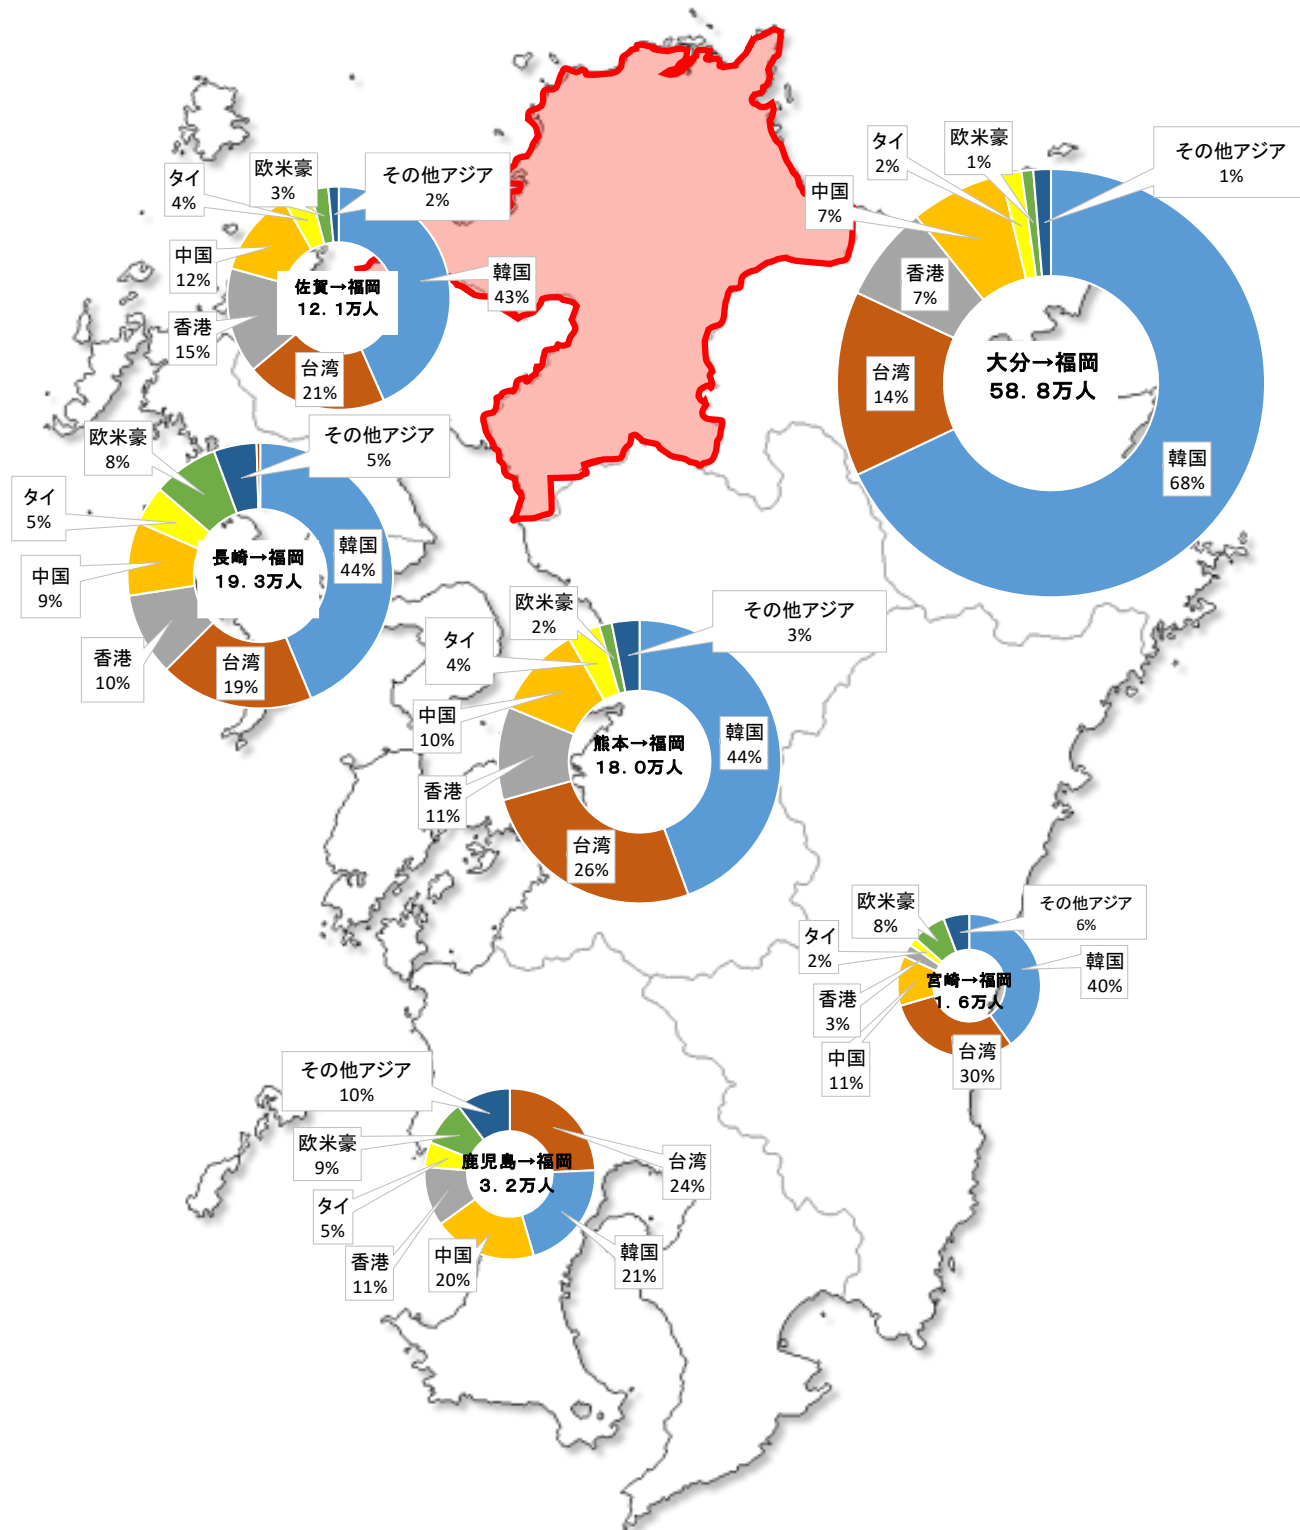 佐賀→福岡
12.1万人
韓国
43%
台湾
21%
香港
15%
中国
12%
タイ
4%
欧米豪
3%
その他アジア
2%
大分→福岡
58.8万人
韓国
68%
台湾
14%
香港
7%
中国
7%
タイ
2%
欧米豪
1%
その他アジア
1%
長崎→福岡
19.3万人
韓国
44%
台湾
19%
香港
10%
中国
9%
タイ
5%
欧米豪
8%
その他アジア
5%
熊本→福岡
18.0万人
韓国
44%
台湾
26%
香港
11%
中国
10%
タイ
4%
欧米豪
2%
その他アジア
3%
宮崎→福岡
1.6万人
韓国
40%
台湾
30%
中国
11%
香港
3%
タイ
2%
欧米豪
8%
その他アジア
6%
鹿児島→福岡
3.2万人
台湾
24%
韓国
21%
中国
20%
香港
11%
タイ
5%
欧米豪
9%
その他アジア
10%